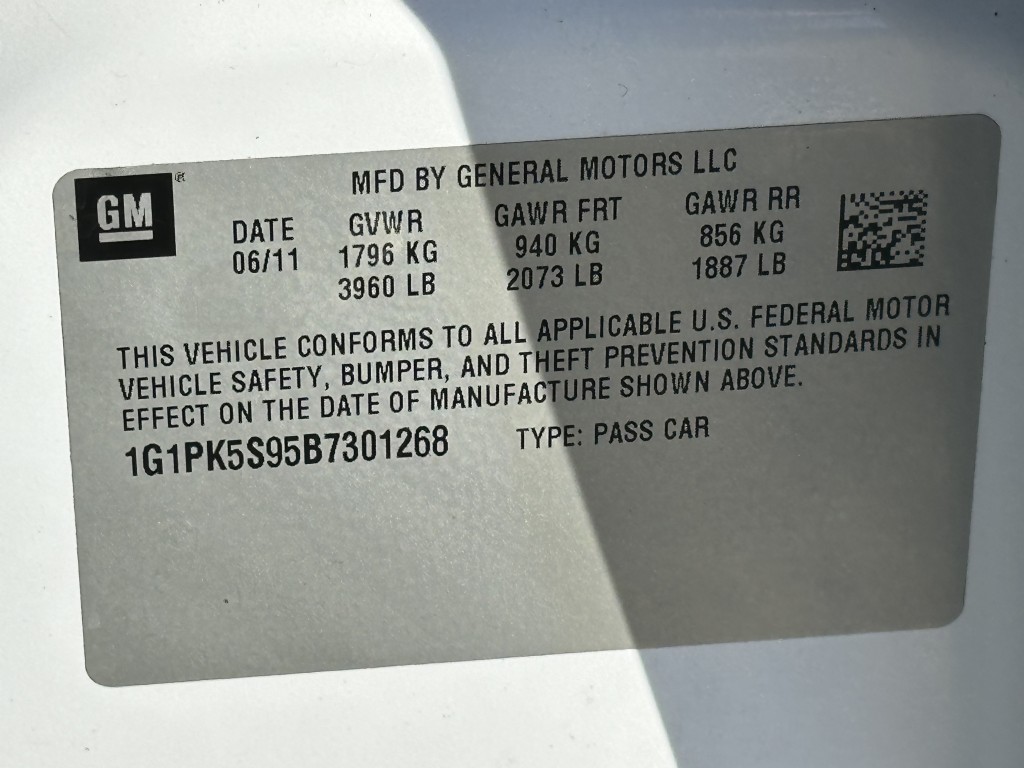 GM ®
MFD BY GENERAL MOTORS LLC
DATE GVWR GAWR FRT GAWR RR
06/11 1796 KG 940 KG 856 KG
3960 LB 2073 LB 1887 LB
THIS VEHICLE CONFORMS TO ALL APPLICABLE U.S. FEDERAL MOTOR
VEHICLE SAFETY, BUMPER, AND THEFT PREVENTION STANDARDS IN
EFFECT ON THE DATE OF MANUFACTURE SHOWN ABOVE.
1G1PK5S95B7301268 TYPE: PASS CAR